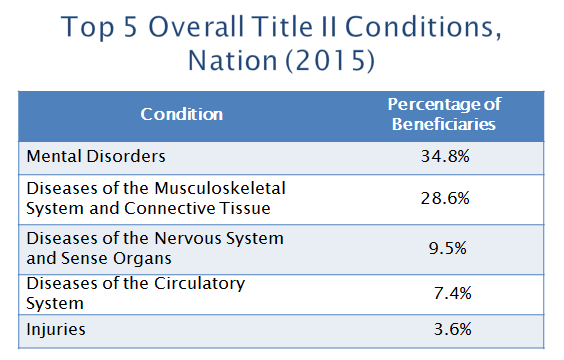 Top 5 Overall Title II Conditions,
Nation (2015)
Condition
Percentage of
Beneficiaries
Mental Disorders
34.8%
Diseases of the Musculoskeletal
System and Connective Tissue
28.6%
Diseases of the Nervous System
and Sense Organs
9.5%
Diseases of the Circulatory
System
7.4%
Injuries
3.6%